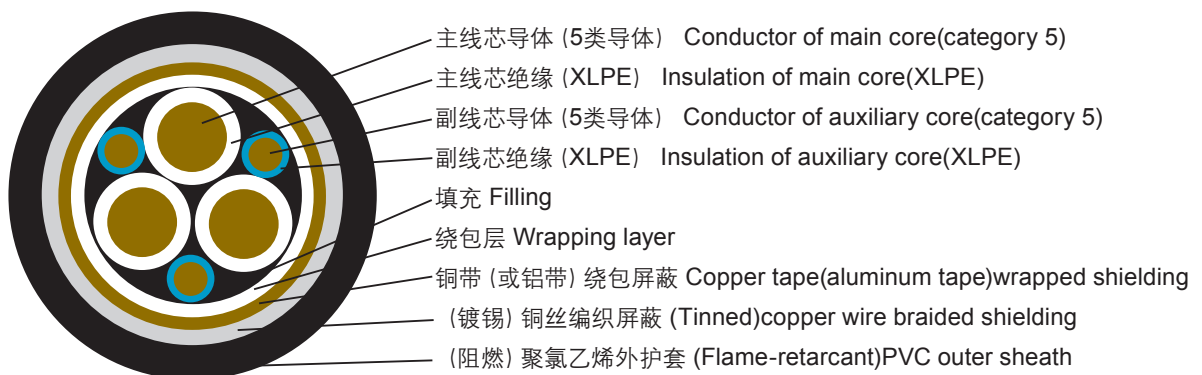 主线芯导体 (5类导体) Conductor of main core(category 5)
主线芯绝缘 (XLPE) Insulation of main core(XLPE)
副线芯导体 (5类导体) Conductor of auxiliary core(category 5)
副线芯绝缘 (XLPE) Insulation of auxiliary core(XLPE)
填充 Filling
绕包层 Wrapping layer
铜带 (或铝带) 绕包屏蔽 Copper tape(aluminum tape)wrapped shielding
(镀锡) 铜丝编织屏蔽 (Tinned)copper wire braided shielding
(阻燃) 聚氯乙烯外护套 (Flame-retarcant)PVC outer sheath